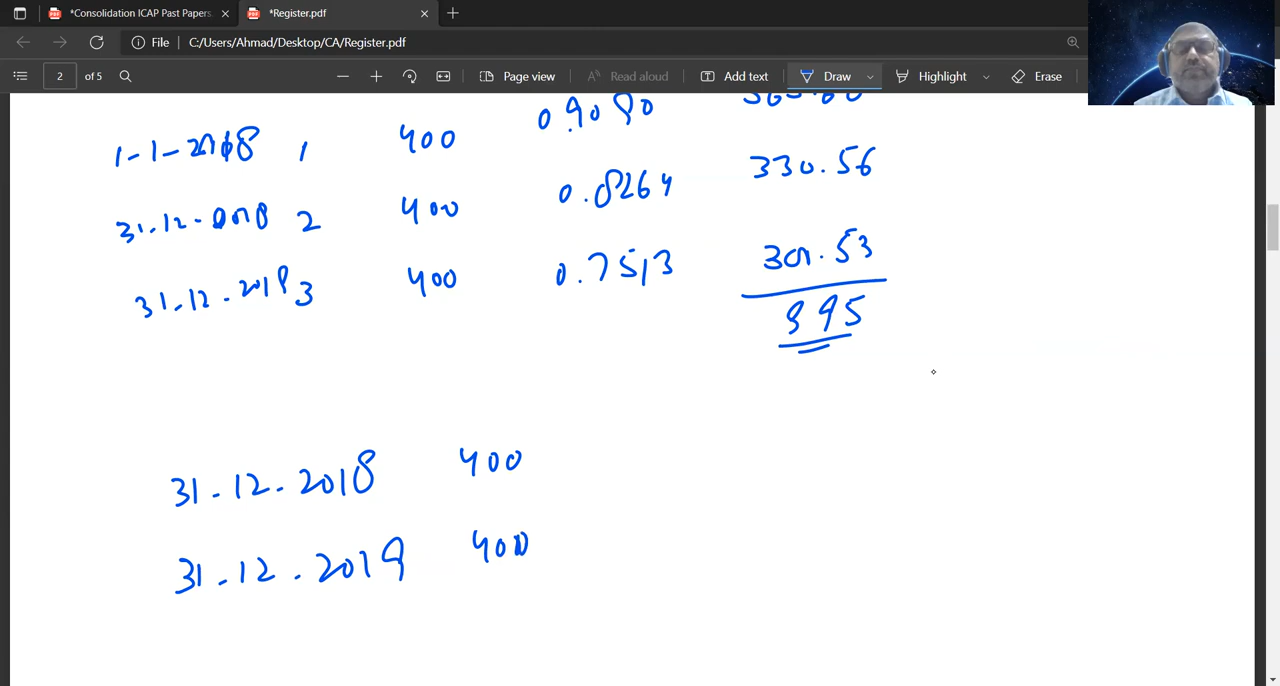 *Consolidation ICAP Past Papers. *Register.pdf
File C:/Users/Ahmad/Desktop/CA/Register.pdf
2 of 5 Page view Read aloud Add text Draw Highlight Erase
1-1-2018 1 400 0.9090
31.12.2018 2 400 0.8264 330.56
31.12.2019 3 400 0.7513 301.53
995
31-12-2018 400
31-12.2019 400